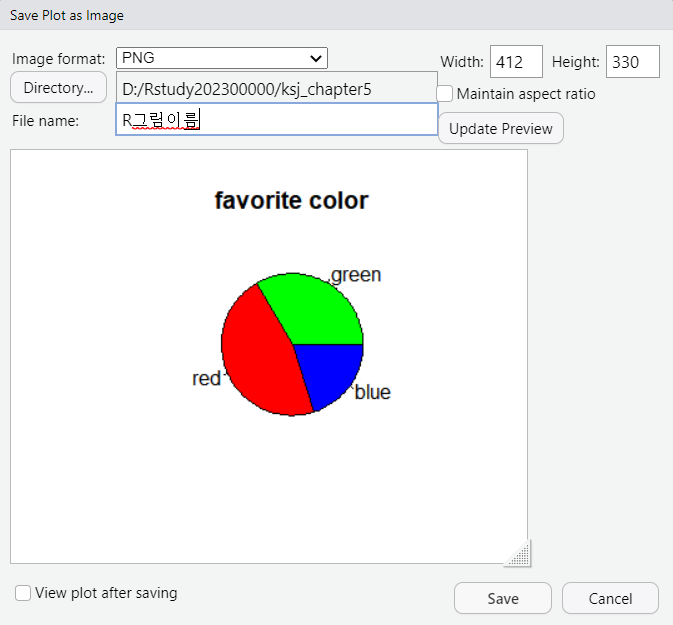 Save Plot as Image
Image format: PNG Width: 412 Height: 330
Directory... D:/Rstudy202300000/ksj_chapter5 Maintain aspect ratio
File name: R그림이름 Update Preview
favorite color
green
red
blue
View plot after saving Save Cancel